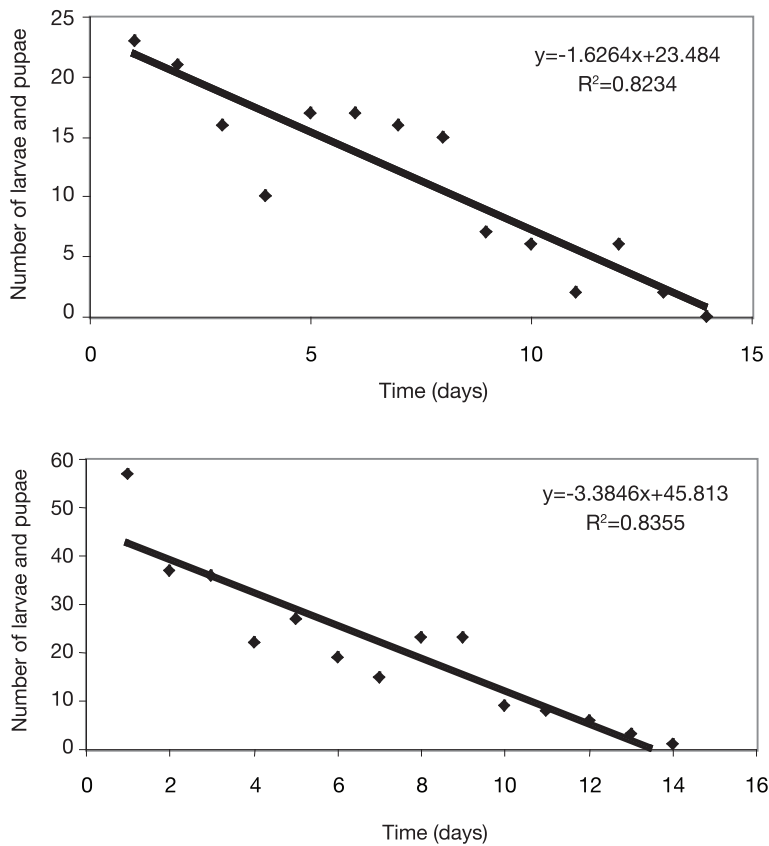 25
20
15
10
5
0
Number of larvae and pupae
y=-1.6264x+23.484
R²=0.8234
0 5 10 15
Time (days)
60
50
40
30
20
10
0
Number of larvae and pupae
y=-3.3846x+45.813
R²=0.8355
0 2 4 6 8 10 12 14 16
Time (days)